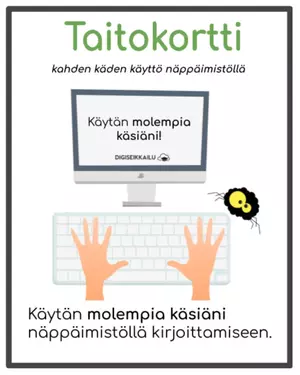 Taitokortti
kahden käden käyttö näppäimistöllä
Käytän molempia
käsiäni!
DIGISEIKKAILU
Käytän molempia käsiäni
näppäimistöllä kirjoittamiseen.